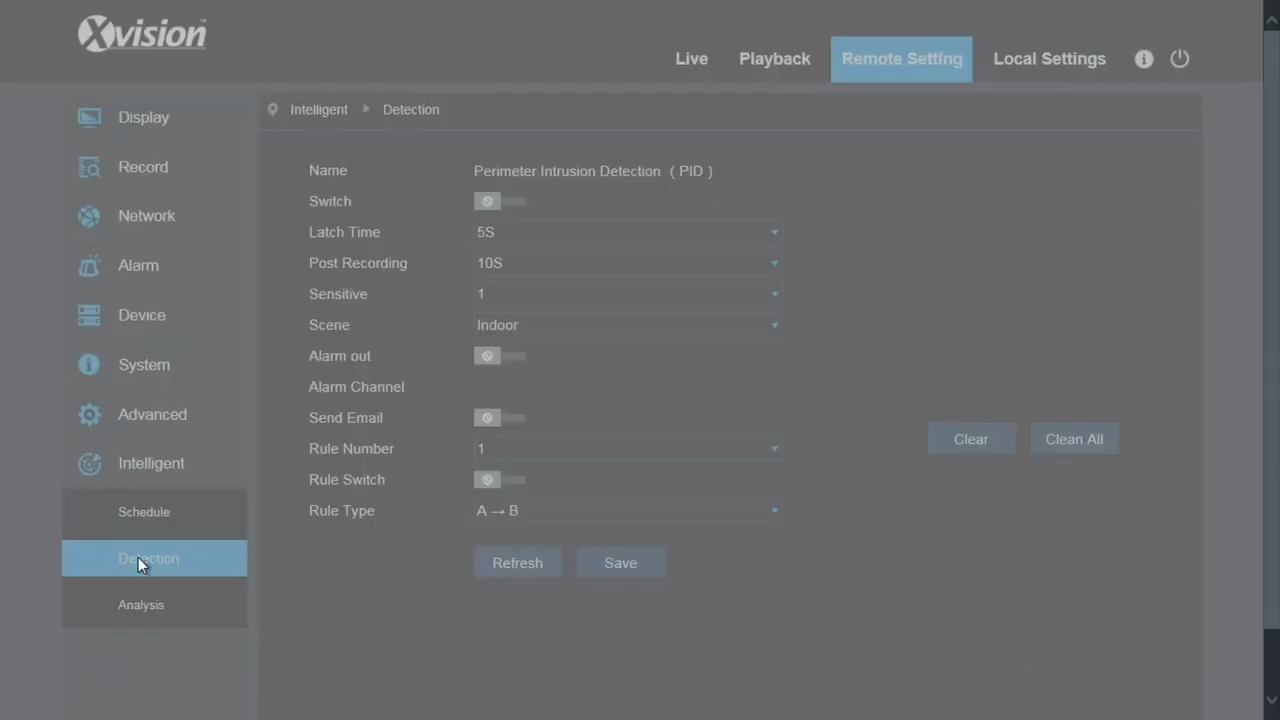 Xvision
Live Playback Remote Setting Local Settings
Display
Record
Network
Alarm
Device
System
Advanced
Intelligent
Schedule
Detection
Analysis
Intelligent Detection
Name Perimeter Intrusion Detection ( PID )
Switch
Latch Time 5S
Post Recording 10S
Sensitive 1
Scene Indoor
Alarm out
Alarm Channel
Send Email
Rule Number 1
Rule Switch
Rule Type A → B
Clear Clean All
Refresh Save